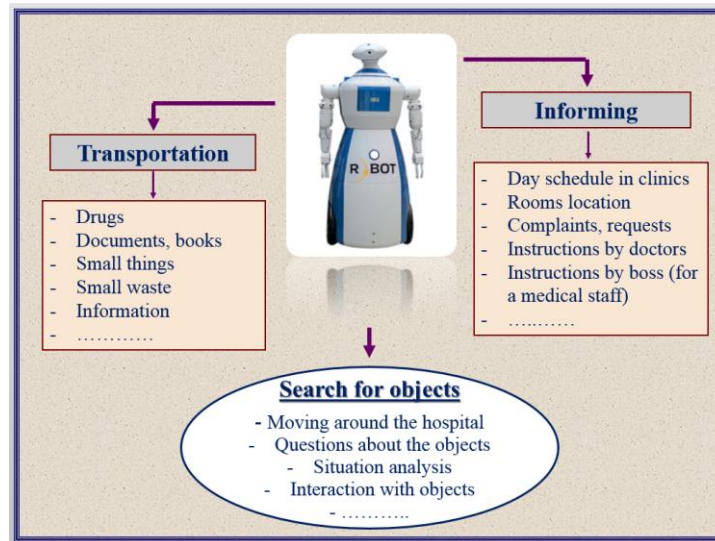 Transportation
- Drugs
- Documents, books
- Small things
- Small waste
- Information
- …………
R BOT
Informing
- Day schedule in clinics
- Rooms location
- Complaints, requests
- Instructions by doctors
- Instructions by boss (for
a medical staff)
- …..……
Search for objects
- Moving around the hospital
- Questions about the objects
- Situation analysis
- Interaction with objects
- ………..